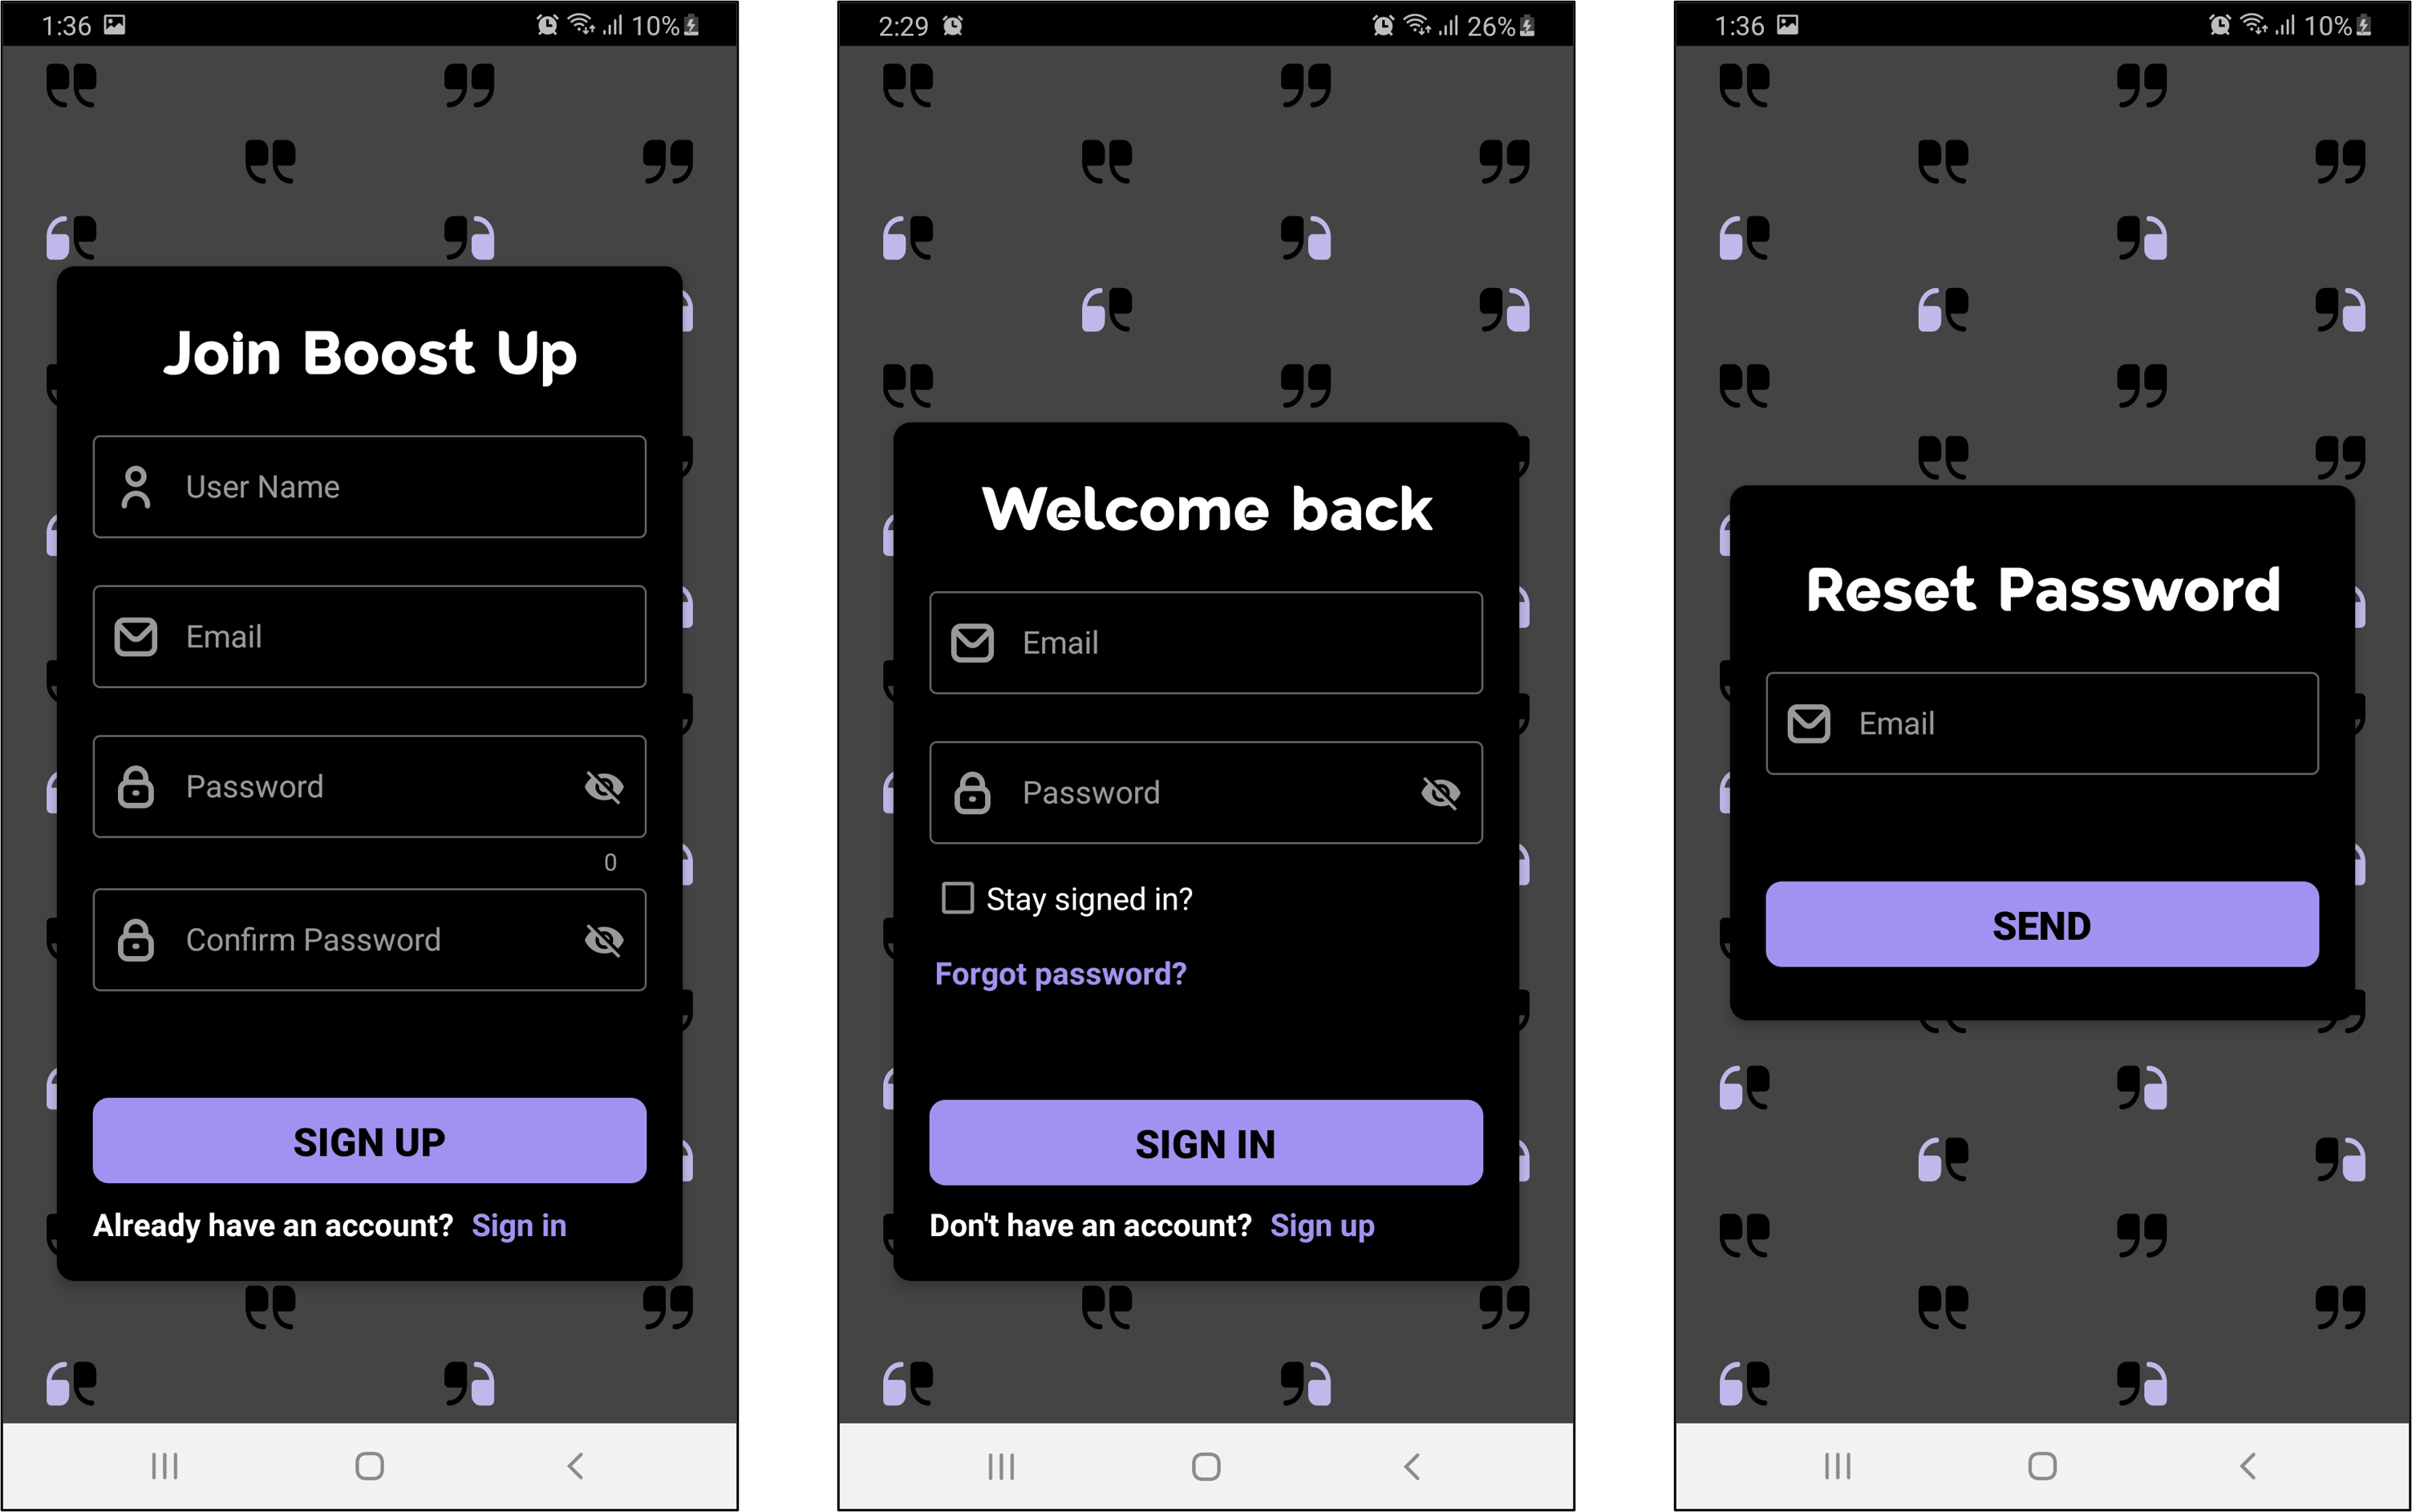 1:36 10%
Join Boost Up
User Name
Email
Password
0
Confirm Password
SIGN UP
Already have an account? Sign in
2:29 26%
Welcome back
Email
Password
Stay signed in?
Forgot password?
SIGN IN
Don't have an account? Sign up
1:36 10%
Reset Password
Email
SEND